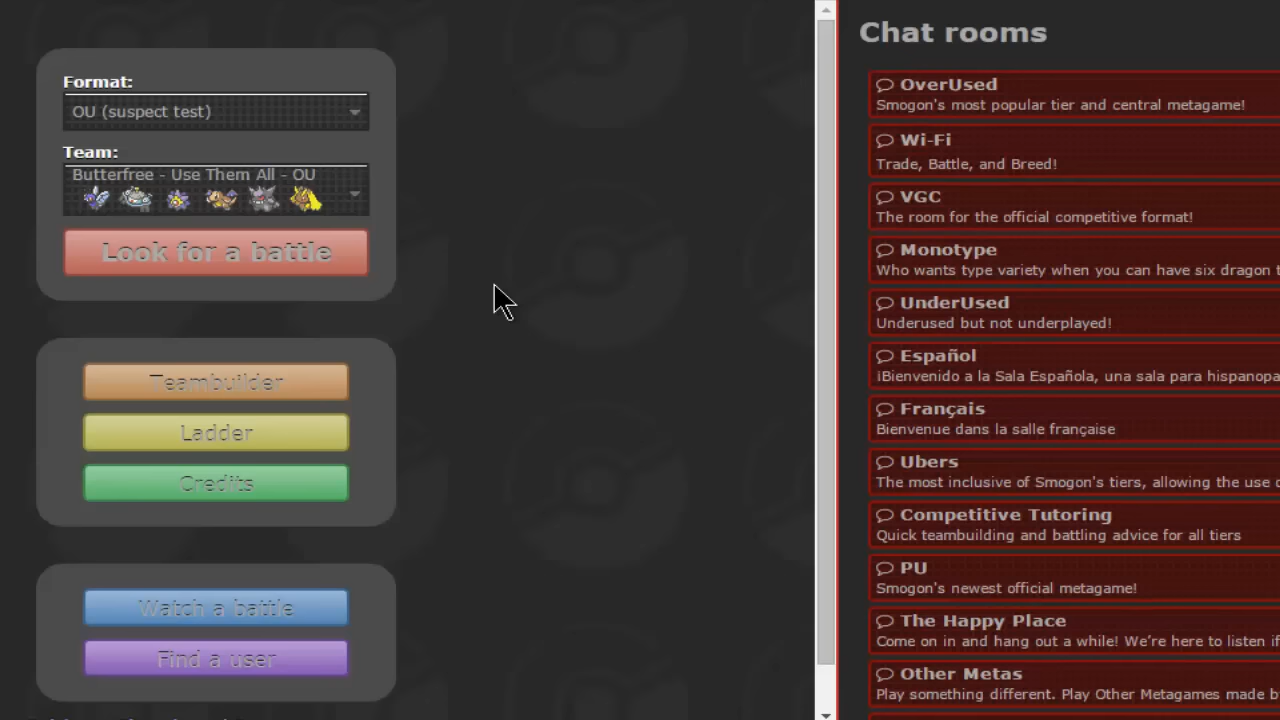 Format:
OU (suspect test)
Team:
Butterfree - Use Them All - OU
Look for a battle
Teambuilder
Ladder
Credits
Watch a battle
Find a user
Chat rooms
OverUsed
Smogon's most popular tier and central metagame!
Wi-Fi
Trade, Battle, and Breed!
VGC
The room for the official competitive format!
Monotype
Who wants type variety when you can have six dragon
UnderUsed
Underused but not underplayed!
Español
¡Bienvenido a la Sala Española, una sala para
Français
Bienvenue dans la salle française
Ubers
The most inclusive of Smogon's tiers, allowing the use
Competitive Tutoring
Quick teambuilding and battling advice for all tiers
PU
Smogon's newest official metagame!
The Happy Place
Come on in and hang out a while! We're here to listen
Other Metas
Play something different. Play Other Metagames made